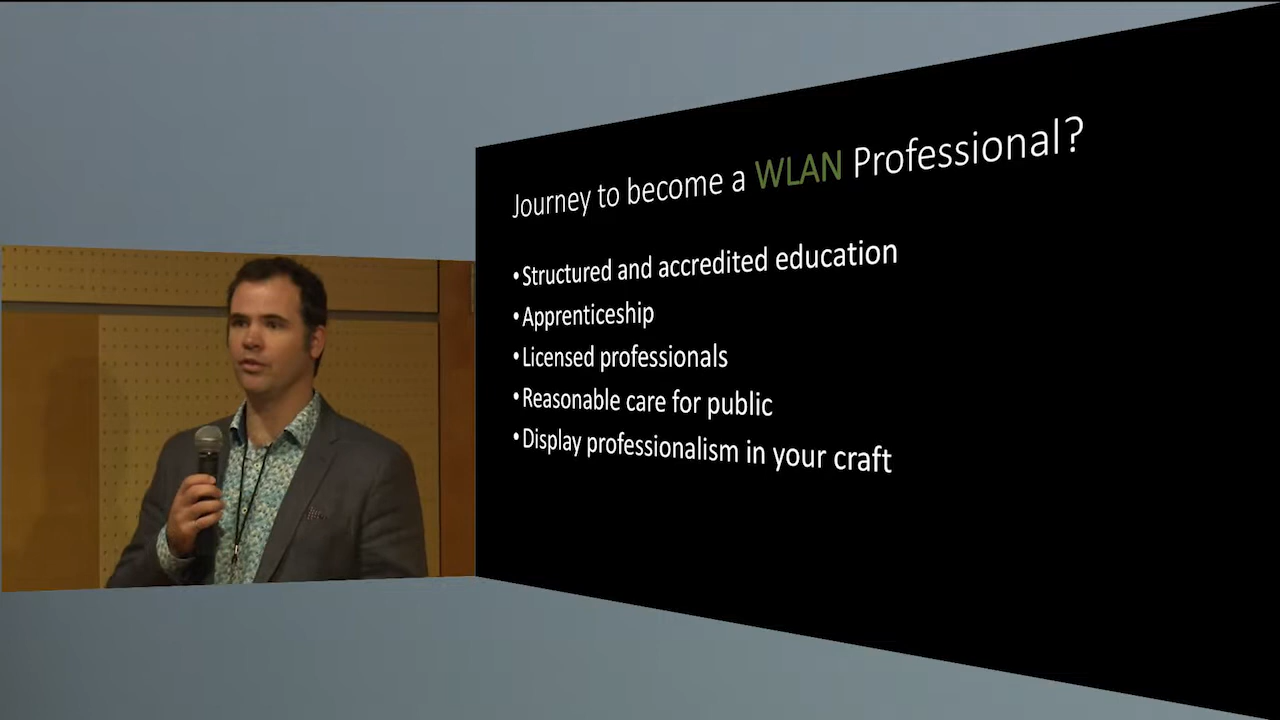 Journey to become a WLAN Professional?
•Structured and accredited education
•Apprenticeship
•Licensed professionals
•Reasonable care for public
•Display professionalism in your craft